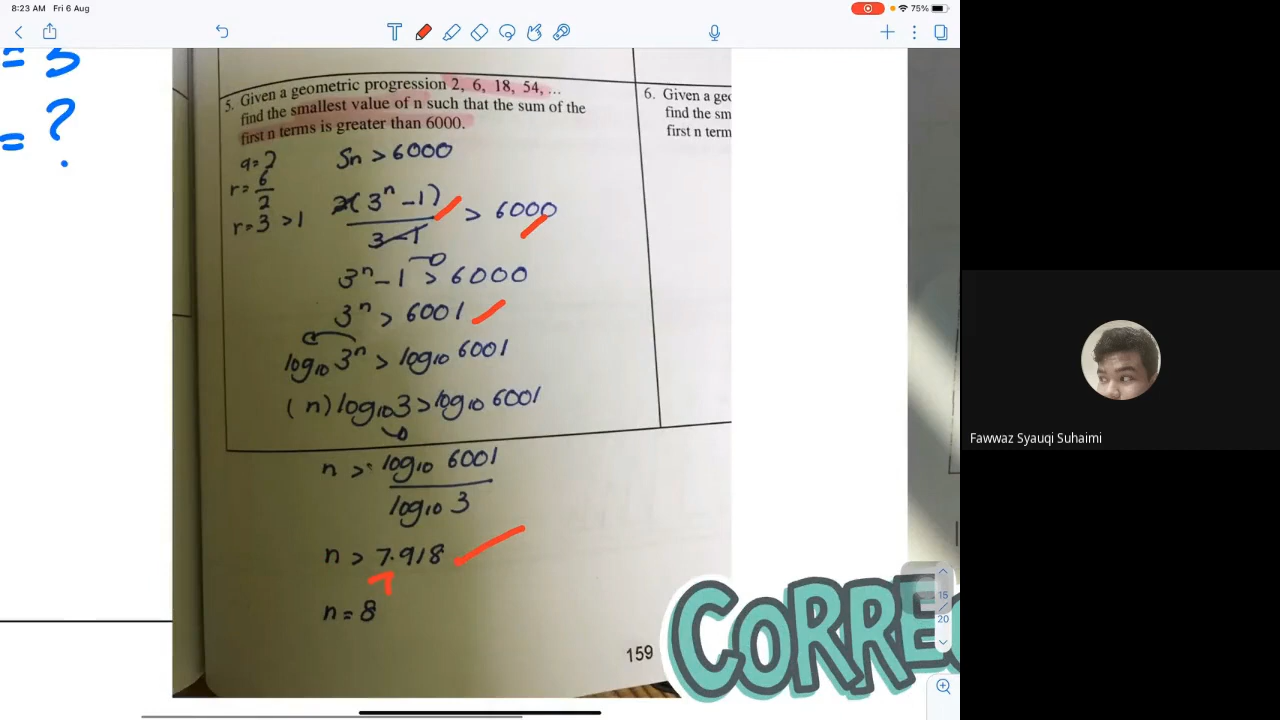 8:23 AM Fri 6 Aug
75%
= 3
= ?
5. Given a geometric progression 2, 6, 18, 54, ...
find the smallest value of n such that the sum of the
first n terms is greater than 6000.
a=2
r=6/2
r=3>1
Sn > 6000
2(3ⁿ-1)/3-1 > 6000
3ⁿ-1 > 6000
3ⁿ > 6001
log₁₀ 3ⁿ > log₁₀ 6001
(n) log₁₀ 3 > log₁₀ 6001
n > log₁₀ 6001/log₁₀ 3
n > 7.918
n = 8
159
6. Given a geo
find the sm
first n term
CORREC
15
20
Fawwaz Syauqi Suhaimi